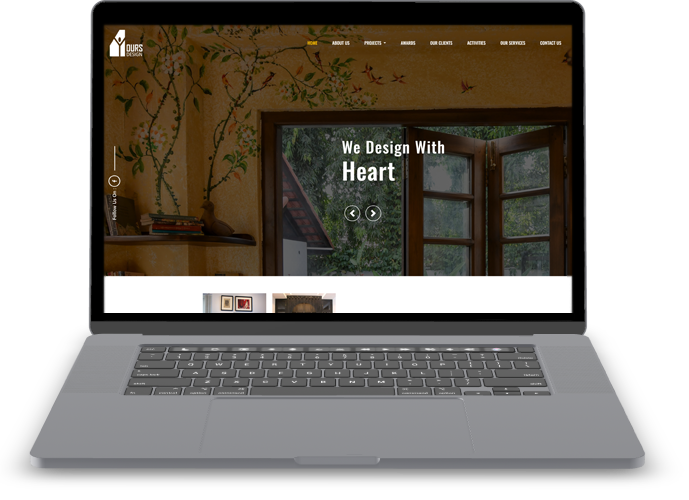 OURS
DESIGN
HOME ABOUT US PROJECTS AWARDS OUR CLIENTS ACTIVITIES OUR SERVICES CONTACT US
We Design With
Heart
Follow Us On